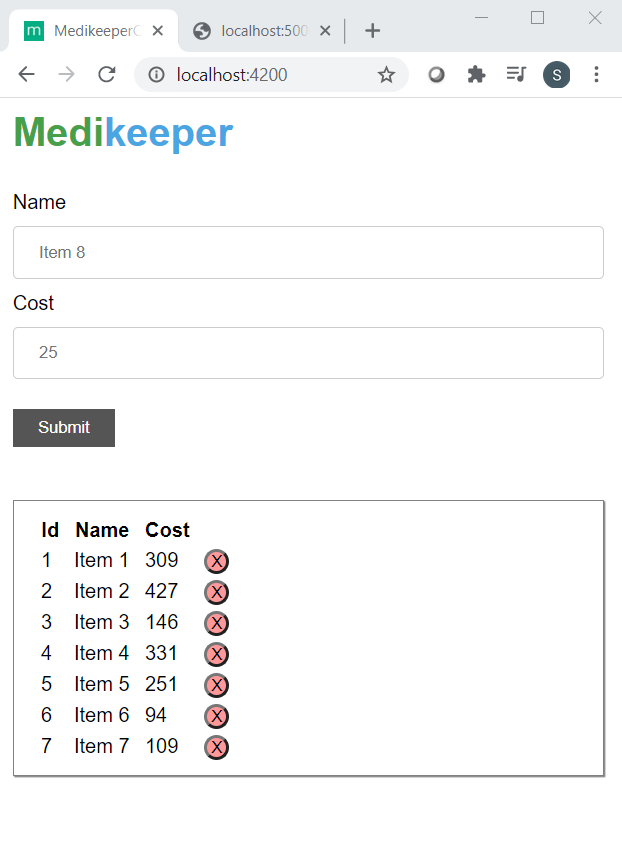 m MedikeeperC localhost:500
localhost:4200 S
Medikeeper
Name
Item 8
Cost
25
Submit
Id Name Cost
1 Item 1 309 X
2 Item 2 427 X
3 Item 3 146 X
4 Item 4 331 X
5 Item 5 251 X
6 Item 6 94 X
7 Item 7 109 X